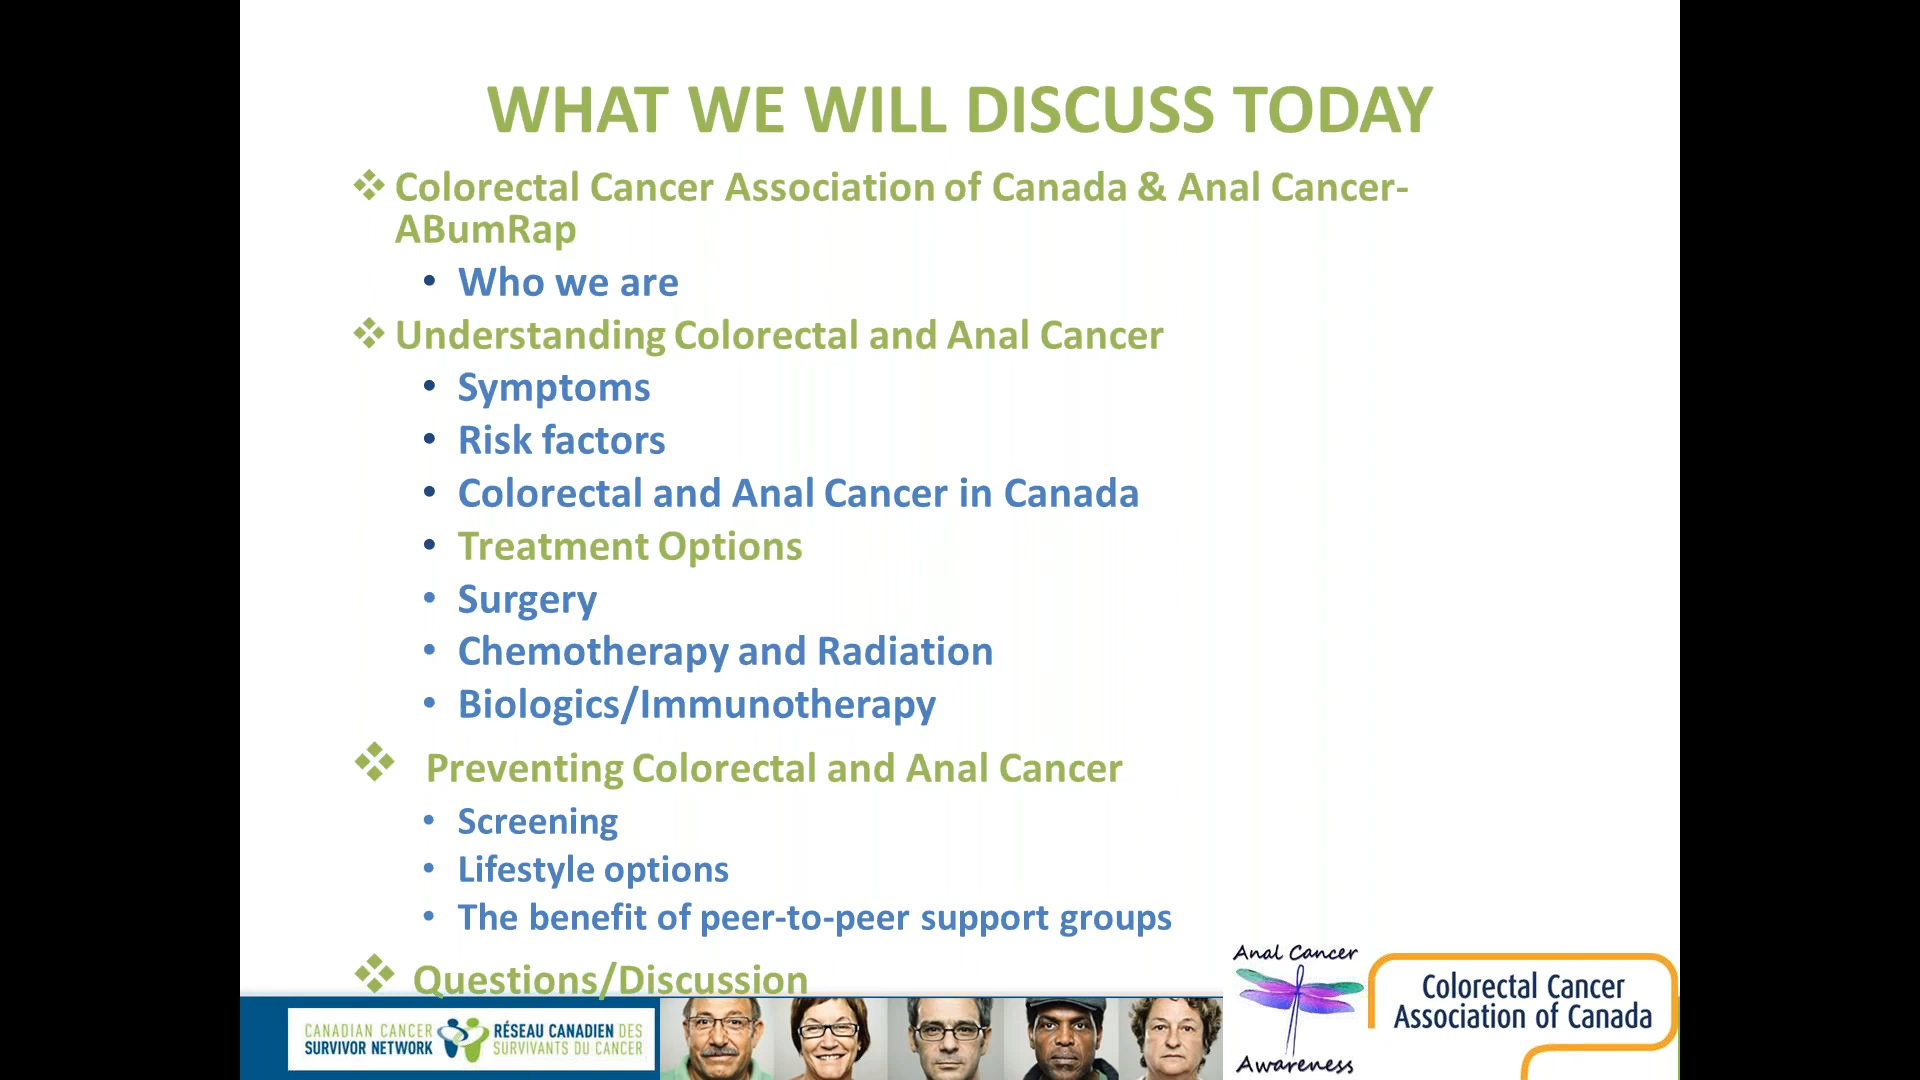 WHAT WE WILL DISCUSS TODAY
❖ Colorectal Cancer Association of Canada & Anal Cancer-
ABumRap
• Who we are
❖ Understanding Colorectal and Anal Cancer
• Symptoms
• Risk factors
• Colorectal and Anal Cancer in Canada
• Treatment Options
• Surgery
• Chemotherapy and Radiation
• Biologics/Immunotherapy
❖ Preventing Colorectal and Anal Cancer
• Screening
• Lifestyle options
• The benefit of peer-to-peer support groups
❖ Questions/Discussion
CANADIAN CANCER
SURVIVOR NETWORK
RÉSEAU CANADIEN DES
SURVIVANTS DU CANCER
Anal Cancer
Awareness
Colorectal Cancer
Association of Canada